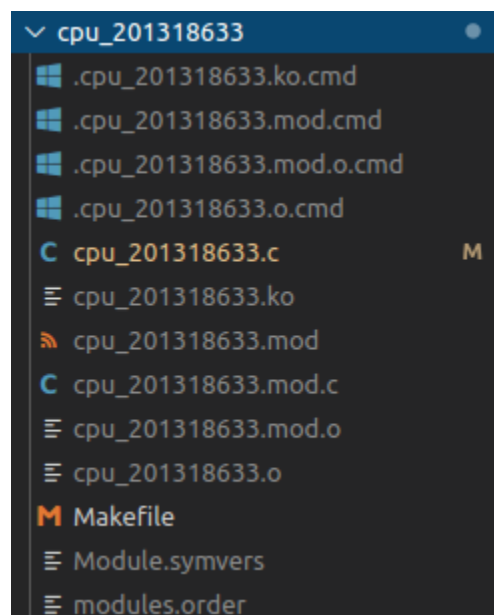 cpu_201318633
.cpu_201318633.ko.cmd
.cpu_201318633.mod.cmd
.cpu_201318633.mod.o.cmd
.cpu_201318633.o.cmd
C cpu_201318633.c M
cpu_201318633.ko
cpu_201318633.mod
C cpu_201318633.mod.c
cpu_201318633.mod.o
cpu_201318633.o
M Makefile
Module.symvers
modules.order